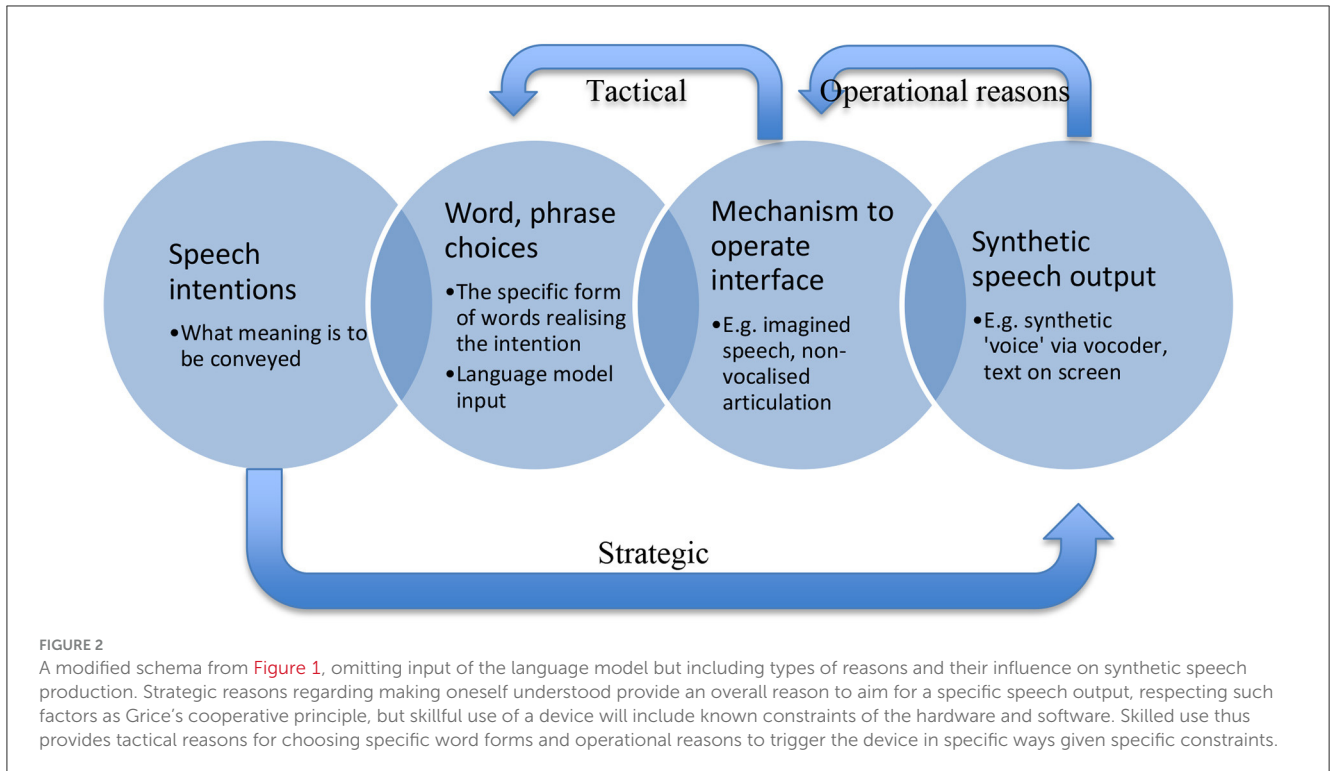 Tactical
Operational reasons
Speech
intentions
•What meaning is to
be conveyed
Word, phrase
choices
•The specific form
of words realising
the intention
•Language model
input
Mechanism to
operate
interface
•E.g. imagined
speech, non-
vocalised
articulation
Synthetic
speech output
•E.g. synthetic
'voice' via vocoder,
text on screen
Strategic
FIGURE 2
A modified schema from Figure 1, omitting input of the language model but including types of reasons and their influence on synthetic speech
production. Strategic reasons regarding making oneself understood provide an overall reason to aim for a specific speech output, respecting such
factors as Grice's cooperative principle, but skillful use of a device will include known constraints of the hardware and software. Skilled use thus
provides tactical reasons for choosing specific word forms and operational reasons to trigger the device in specific ways given specific constraints.